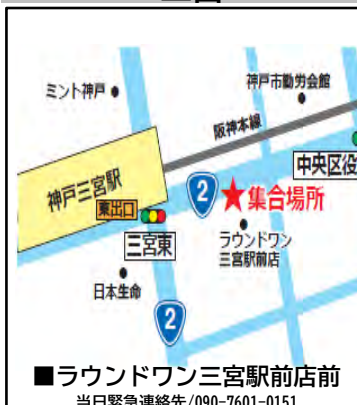 ミント神戸
神戸市勤労会館
阪神本線
中央区役
神戸三宮駅
東出口
2
★集合場所
三宮東
ラウンドワン
三宮駅前店
日本生命
2
■ラウンドワン三宮駅前店前
当日緊急連絡先/090-7601-0151